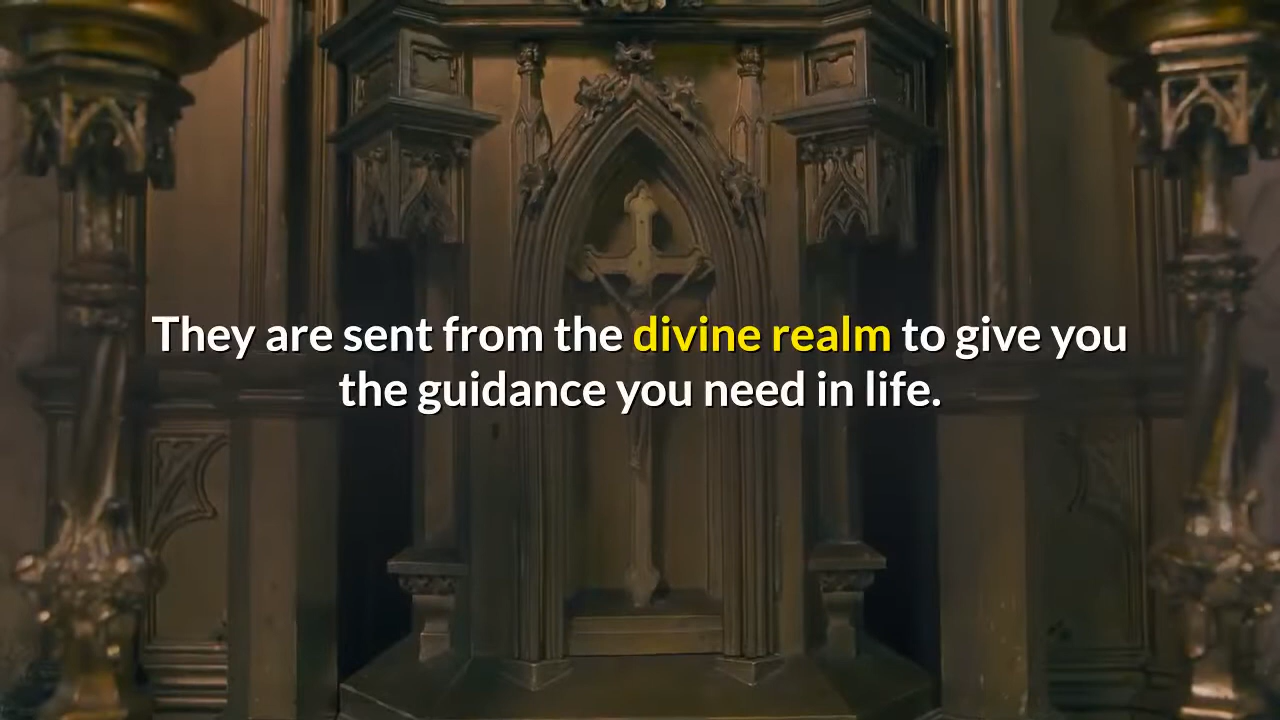 They are sent from the divine realm to give you
the guidance you need in life.